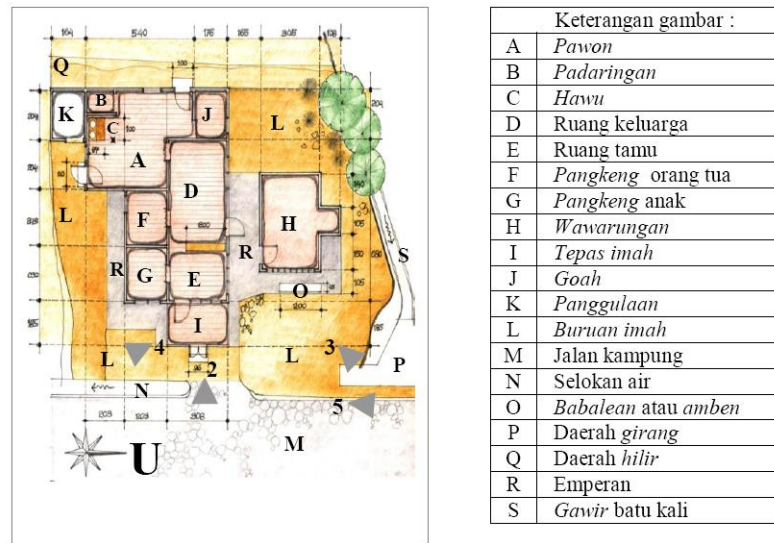 Q
K
B
C
J
L
A
D
L
F
H
R
R
S
G
E
O
I
4
L
L
3
P
2
N
5
M
U
Keterangan gambar :
A Pawon
B Padaringan
C Hawu
D Ruang keluarga
E Ruang tamu
F Pangkeng orang tua
G Pangkeng anak
H Wawarungan
I Tepas imah
J Goah
K Panggulaan
L Buruan imah
M Jalan kampung
N Selokan air
O Babalean atau amben
P Daerah girang
Q Daerah hilir
R Emperan
S Gawir batu kali